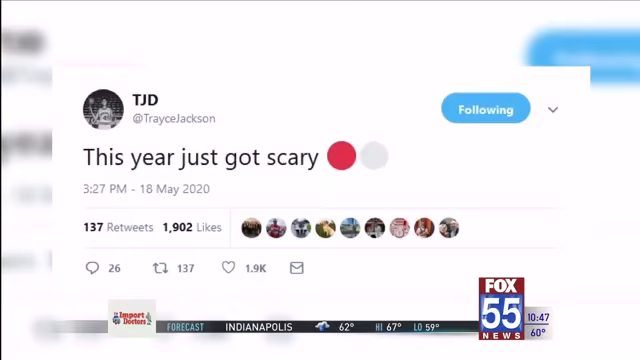 TJD
@TrayceJackson
Following
This year just got scary
3:27 PM - 18 May 2020
137 Retweets 1,902 Likes
26 137 1.9K
Import
Doctors
FORECAST INDIANAPOLIS 62° HI 67° LO 59°
FOX
55
NEWS
10:47
60°